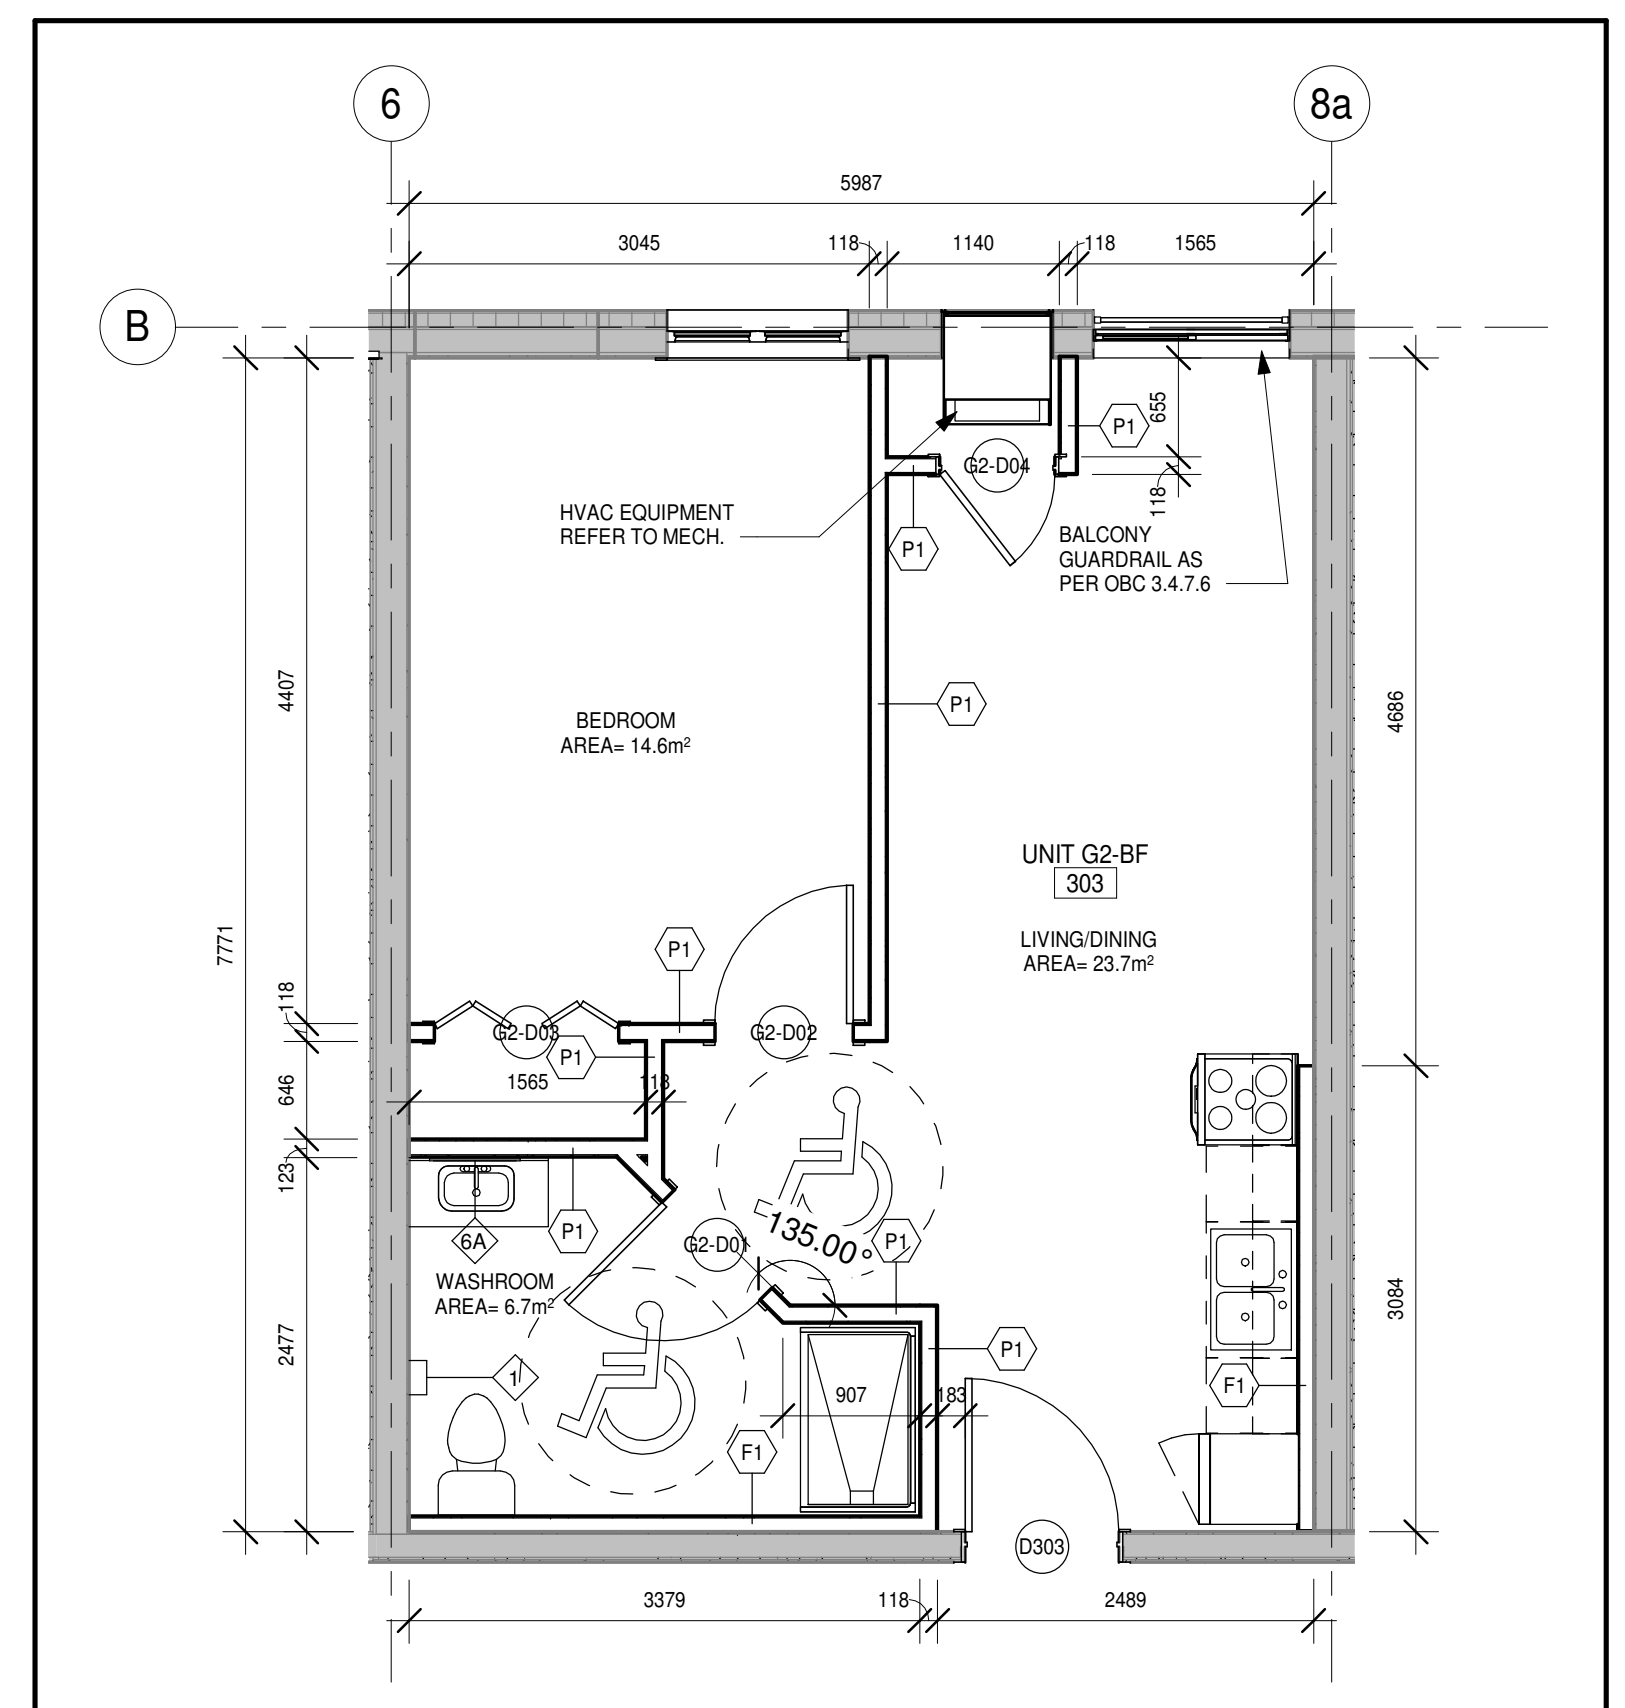 6
8a
5987
3045
118
1140
118
1565
B
655
P1
G2-D04
118
HVAC EQUIPMENT
REFER TO MECH.
P1
BALCONY
GUARDRAIL AS
PER OBC 3.4.7.6
4407
4686
P1
BEDROOM
AREA= 14.6m²
UNIT G2-BF
303
LIVING/DINING
AREA= 23.7m²
7771
P1
118
G2-D03
G2-D02
P1
1565
118
646
123
P1
6A
G2-D01
135.00°
P1
WASHROOM
AREA= 6.7m²
3084
2477
P1
1
907
183
F1
F1
D303
3379
118
2489